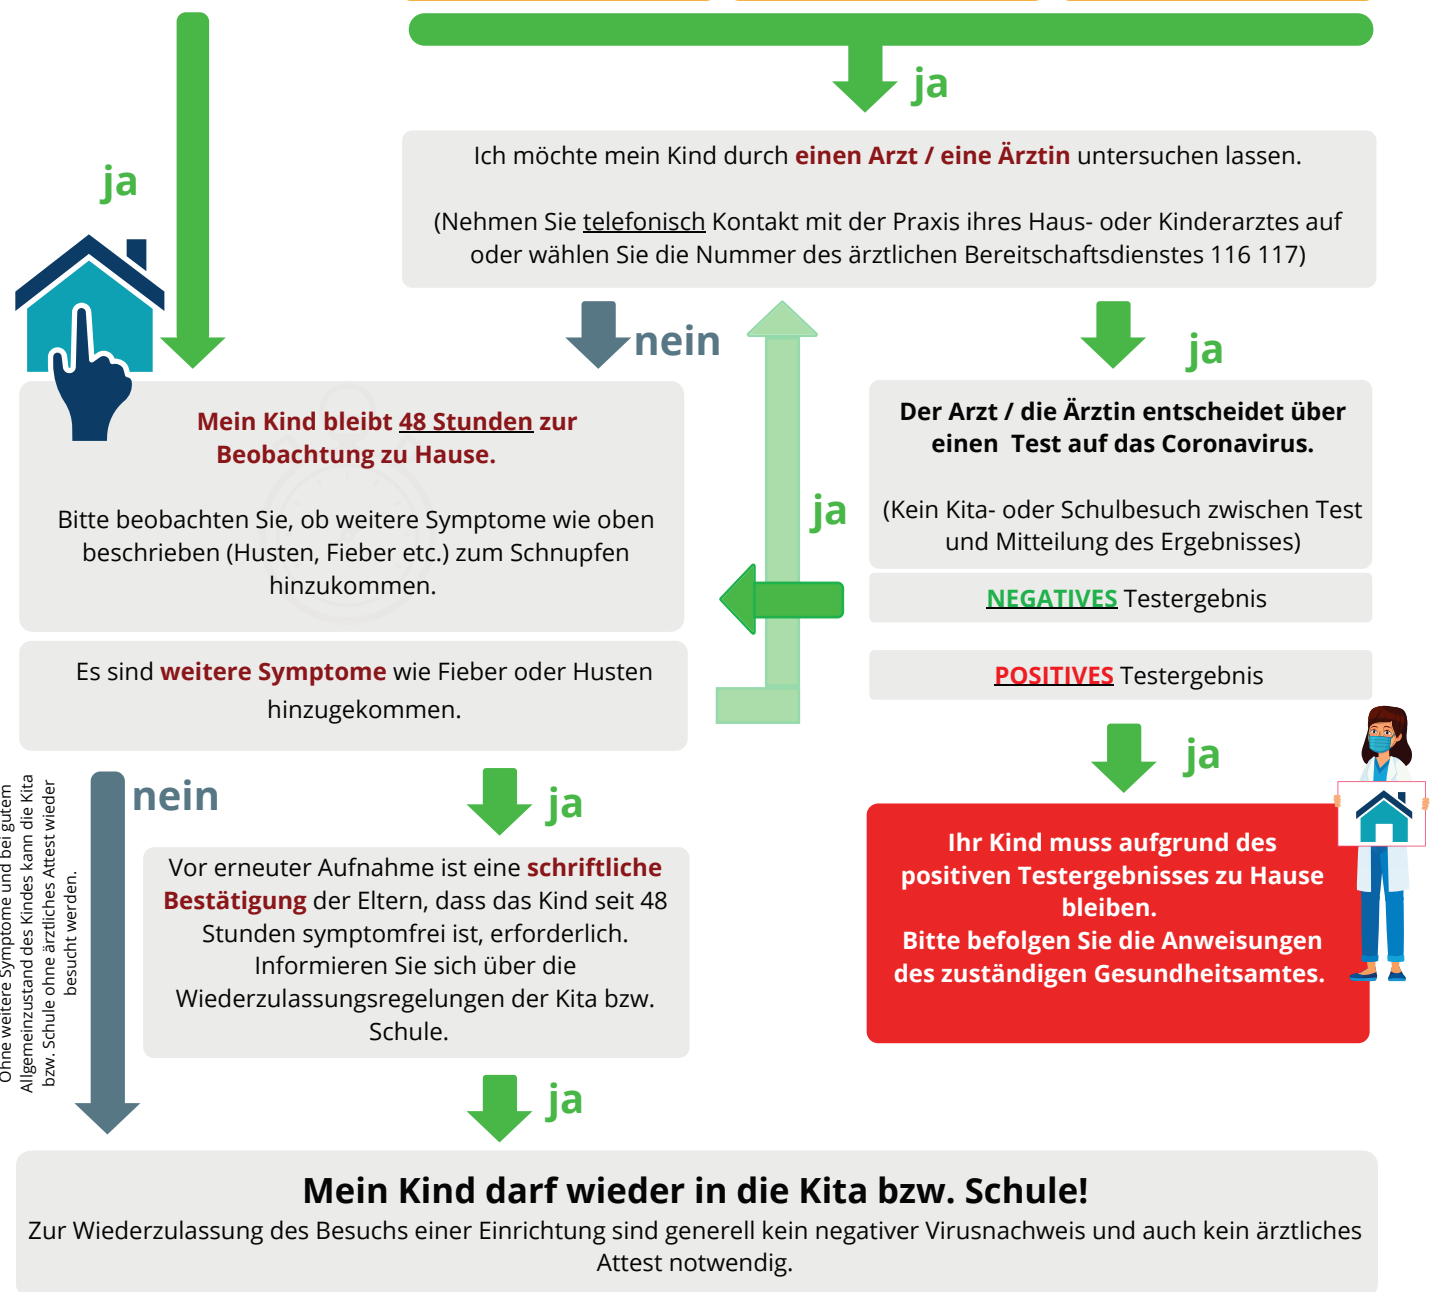 ja
ja
Ich möchte mein Kind durch einen Arzt / eine Ärztin untersuchen lassen.
(Nehmen Sie telefonisch Kontakt mit der Praxis ihres Haus- oder Kinderarztes auf
oder wählen Sie die Nummer des ärztlichen Bereitschaftsdienstes 116 117)
nein
ja
Mein Kind bleibt 48 Stunden zur
Beobachtung zu Hause.
Bitte beobachten Sie, ob weitere Symptome wie oben
beschrieben (Husten, Fieber etc.) zum Schnupfen
hinzukommen.
Der Arzt / die Ärztin entscheidet über
einen Test auf das Coronavirus.
(Kein Kita- oder Schulbesuch zwischen Test
und Mitteilung des Ergebnisses)
ja
NEGATIVES Testergebnis
POSITIVES Testergebnis
Es sind weitere Symptome wie Fieber oder Husten
hinzugekommen.
ja
Ihr Kind muss aufgrund des
positiven Testergebnisses zu Hause
bleiben.
Bitte befolgen Sie die Anweisungen
des zuständigen Gesundheitsamtes.
nein
ja
Ohne weitere Symptome und bei gutem
Allgemeinzustand des Kindes kann die Kita
bzw. Schule ohne ärztliches Attest wieder
besucht werden.
Vor erneuter Aufnahme ist eine schriftliche
Bestätigung der Eltern, dass das Kind seit 48
Stunden symptomfrei ist, erforderlich.
Informieren Sie sich über die
Wiederzulassungsregelungen der Kita bzw.
Schule.
ja
Mein Kind darf wieder in die Kita bzw. Schule!
Zur Wiederzulassung des Besuchs einer Einrichtung sind generell kein negativer Virusnachweis und auch kein ärztliches
Attest notwendig.